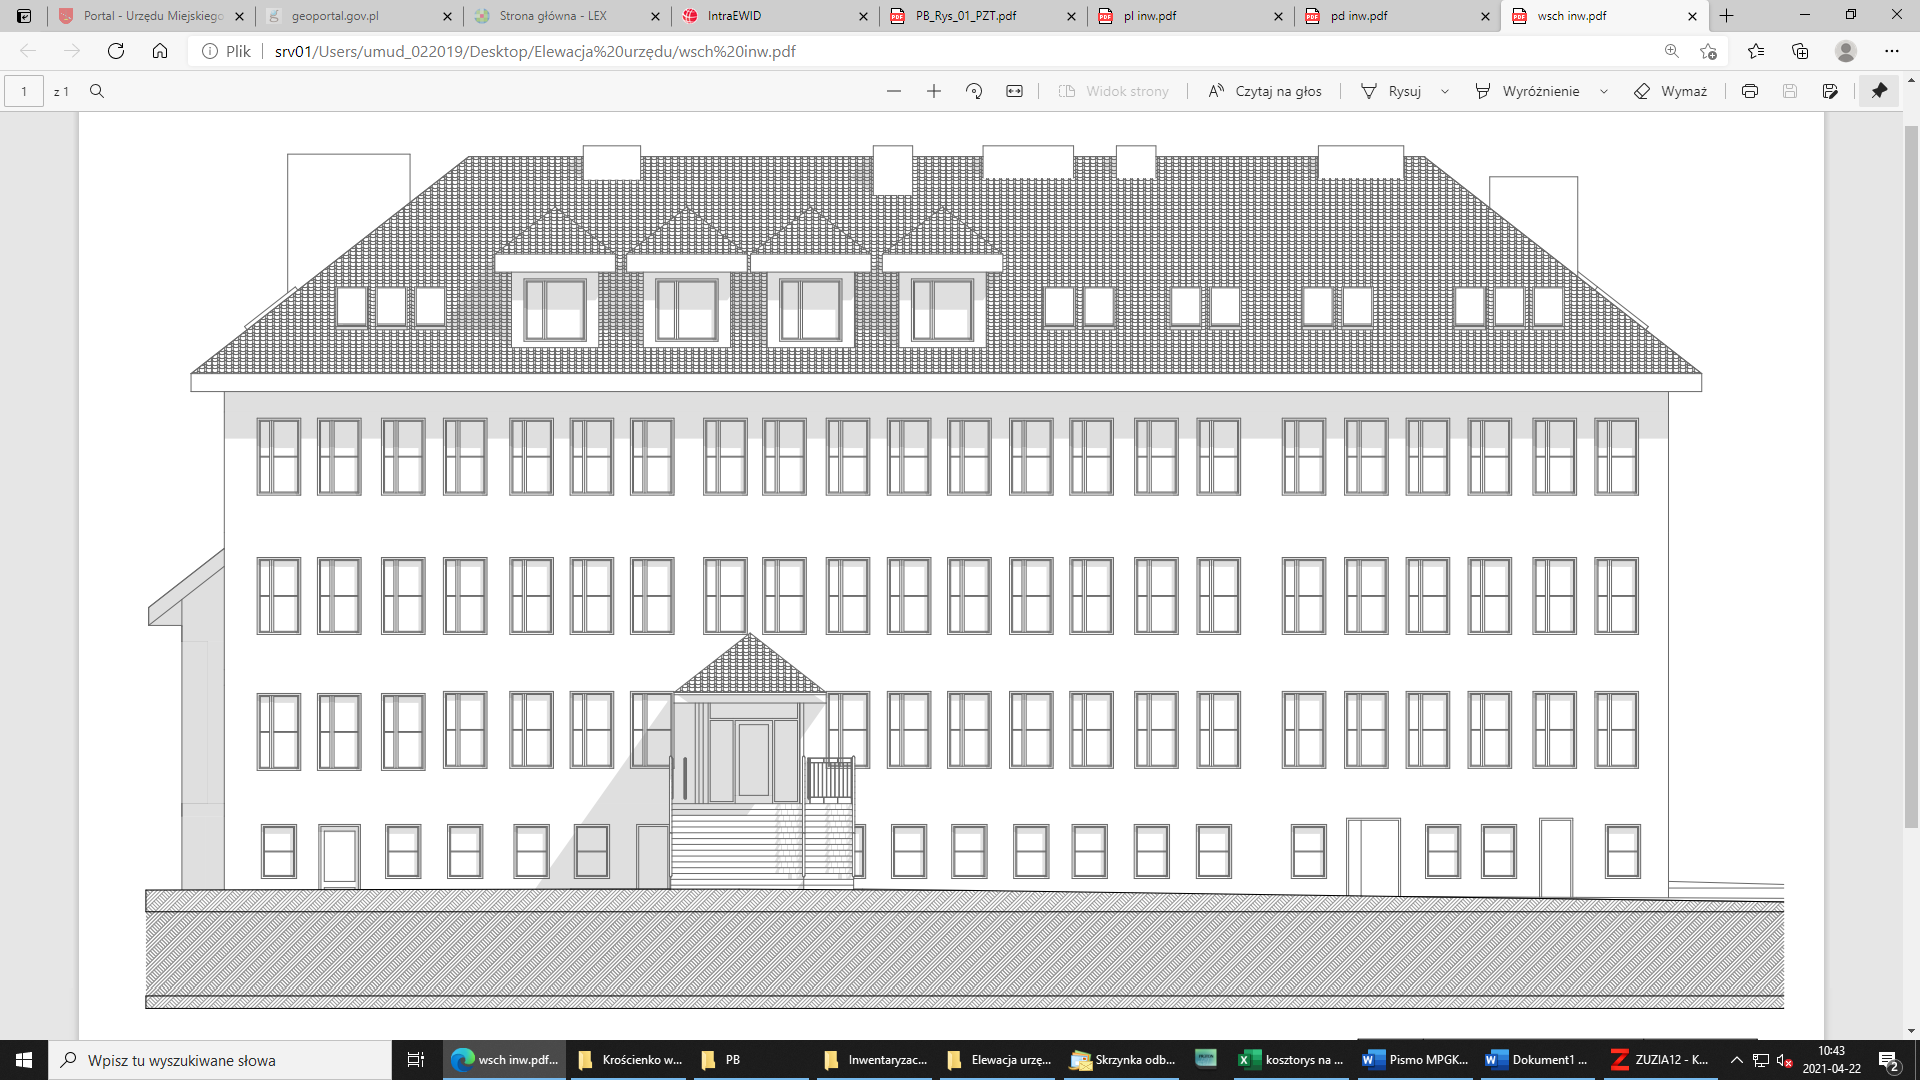 Portal - Urzędu Miejskiego
geoportal.gov.pl
Strona główna - LEX
IntraEWID
PB_Rys_01_PZT.pdf
pl inw.pdf
pd inw.pdf
wsch inw.pdf
Plik
srv01/Users/umud_022019/Desktop/Elewacja%20urzędu/wsch%20inw.pdf
1
z 1
Widok strony
Czytaj na głos
Rysuj
Wyróżnienie
Wymaż
Wpisz tu wyszukiwane słowa
wsch inw.pdf...
Krościenko w...
PB
Inwentaryzac...
Elewacja urzę...
Skrzynka odb...
kosztorys na ...
Pismo MPGK...
Dokument1 ...
ZUZIA12 - K...
10:43
2021-04-22
2